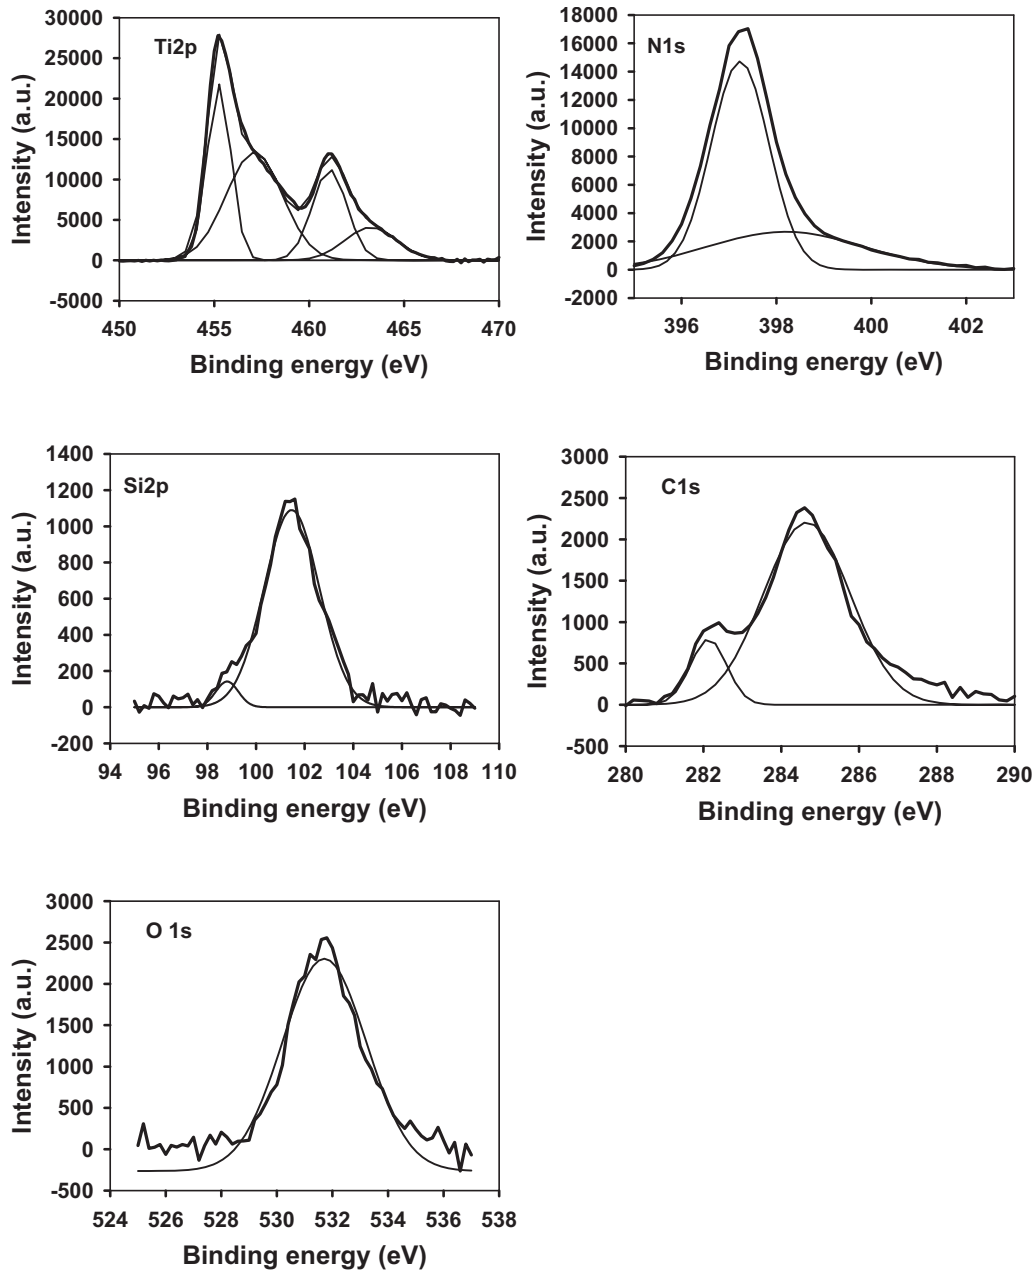 Ti2p
Intensity (a.u.)
30000
25000
20000
15000
10000
5000
0
-5000
450 455 460 465 470
Binding energy (eV)
N1s
Intensity (a.u.)
18000
16000
14000
12000
10000
8000
6000
4000
2000
0
-2000
396 398 400 402
Binding energy (eV)
Si2p
Intensity (a.u.)
1400
1200
1000
800
600
400
200
0
-200
94 96 98 100 102 104 106 108 110
Binding energy (eV)
C1s
Intensity (a.u.)
3000
2500
2000
1500
1000
500
0
-500
280 282 284 286 288 290
Binding energy (eV)
O 1s
Intensity (a.u.)
3000
2500
2000
1500
1000
500
0
-500
524 526 528 530 532 534 536 538
Binding energy (eV)